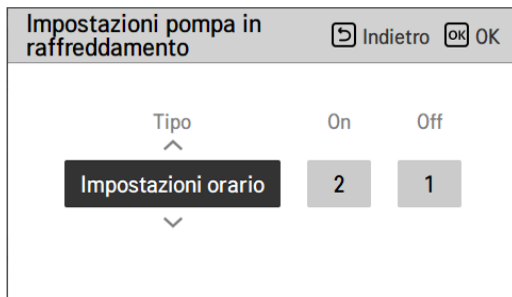 Impostazioni pompa in
raffreddamento
Indietro OK OK
Tipo On Off
Impostazioni orario 2 1